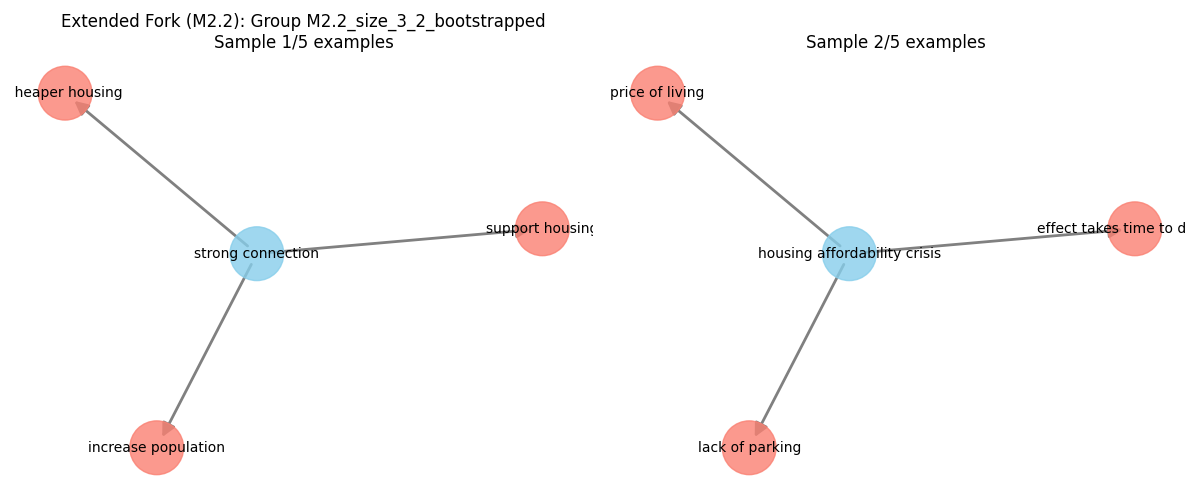 Extended Fork (M2.2): Group M2.2_size_3_2_bootstrapped
Sample 1/5 examples
Sample 2/5 examples
heaper housing
price of living
support housing
effect takes time to d
strong connection
housing affordability crisis
increase population
lack of parking